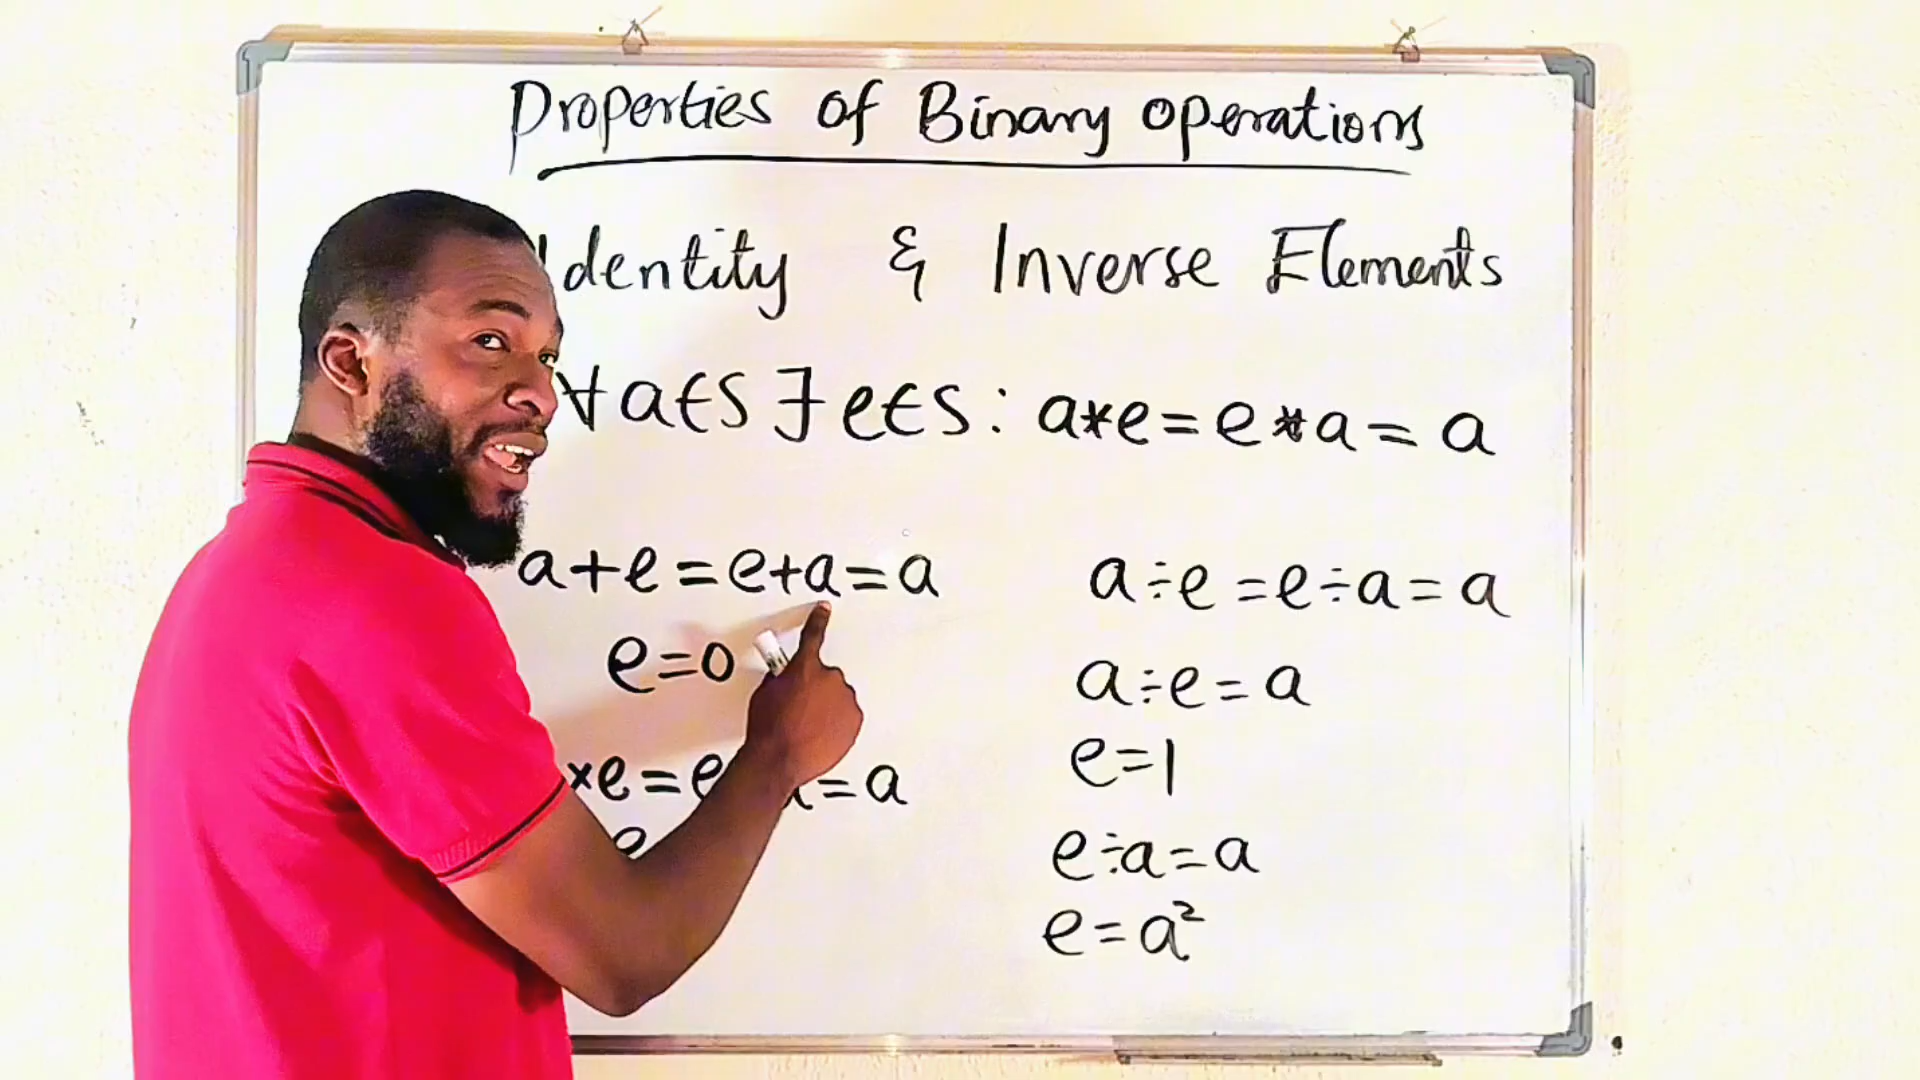 Properties of Binary operations
Identity & Inverse Elements
∀ a∈S ∃ e∈S : a*e = e*a = a
a+e = e+a = a
e=0
×e = e = a
e
a÷e = e÷a = a
a÷e = a
e=1
e÷a = a
e = a²